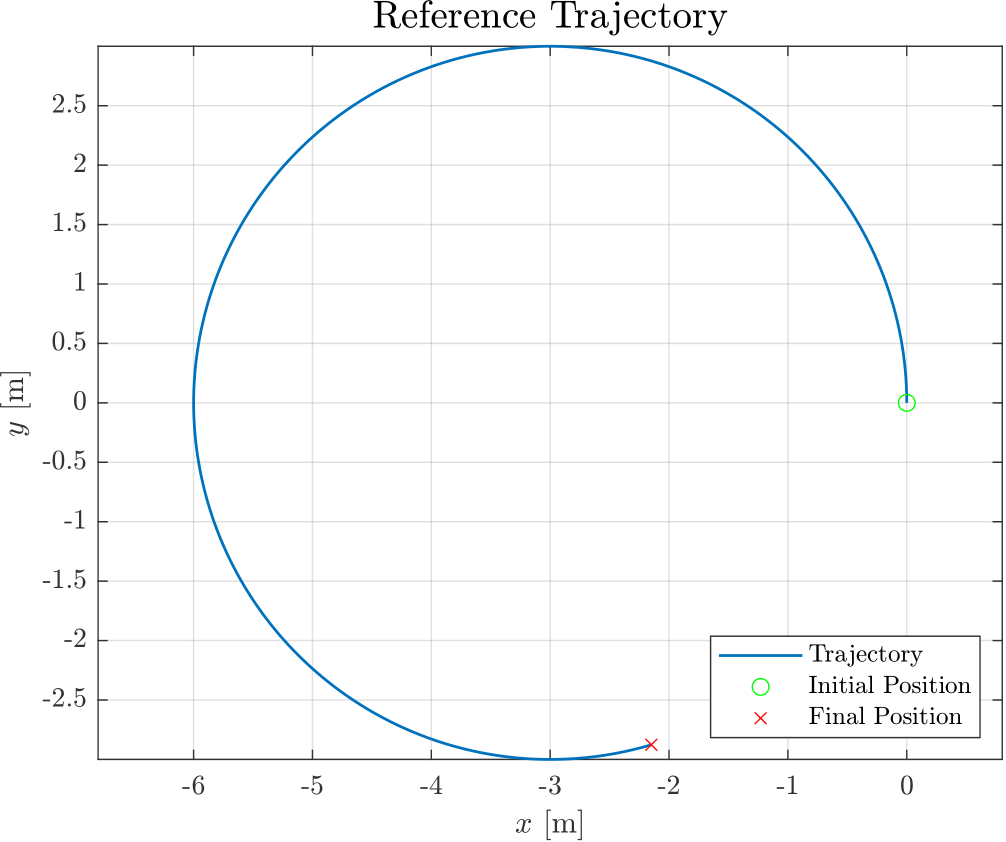 Reference Trajectory
2.5
2
1.5
1
0.5
0
-0.5
-1
-1.5
-2
-2.5
y [m]
Trajectory
Initial Position
Final Position
-6 -5 -4 -3 -2 -1 0
x [m]